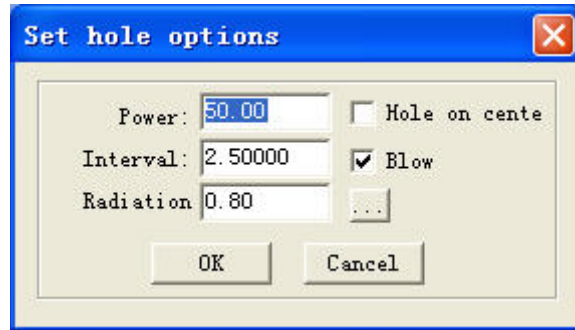 Set hole options
Power: 50.00 Hole on cente
Interval: 2.50000 Blow
Radiation 0.80 ...
OK Cancel